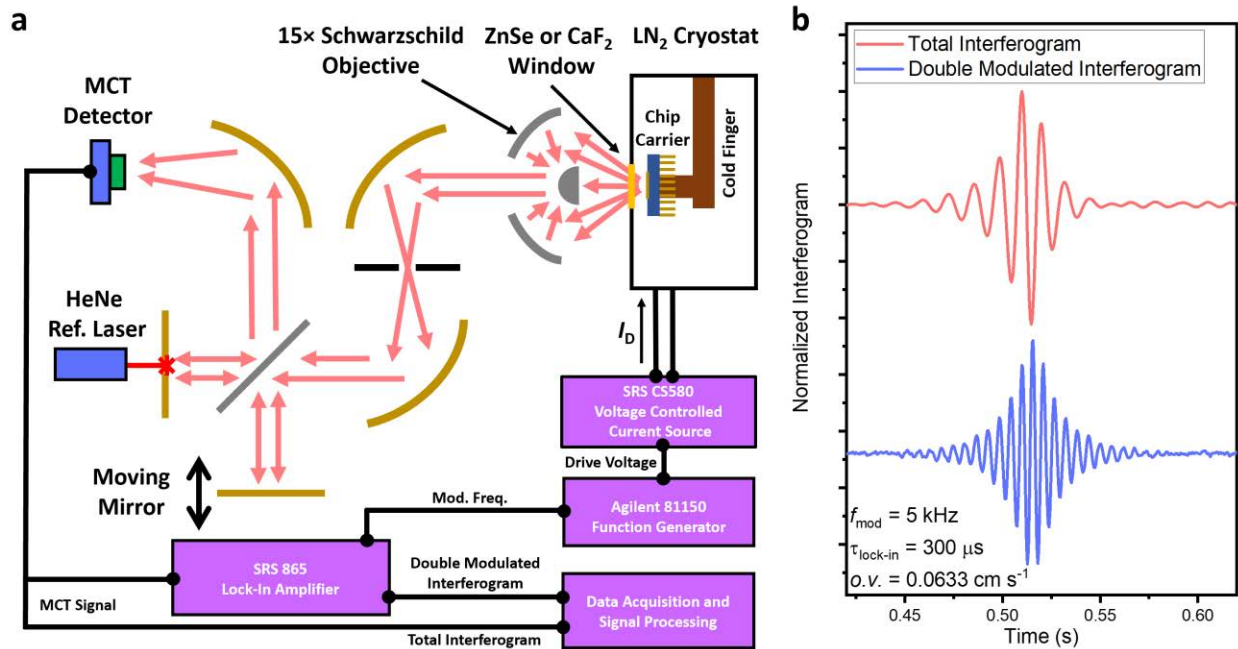 a
15× Schwarzschild
Objective
ZnSe or CaF₂
Window
LN₂ Cryostat
MCT
Detector
Chip
Carrier
Cold Finger
HeNe
Ref. Laser
I_D
SRS CS580
Voltage Controlled
Current Source
Drive Voltage
Moving
Mirror
Mod. Freq.
Agilent 81150
Function Generator
SRS 865
Lock-In Amplifier
Double Modulated
Interferogram
Data Acquisition and
Signal Processing
MCT Signal
Total Interferogram
b
Total Interferogram
Double Modulated Interferogram
Normalized Interferogram
f_mod = 5 kHz
τ_lock-in = 300 μs
o.v. = 0.0633 cm s⁻¹
0.45 0.50 0.55 0.60
Time (s)